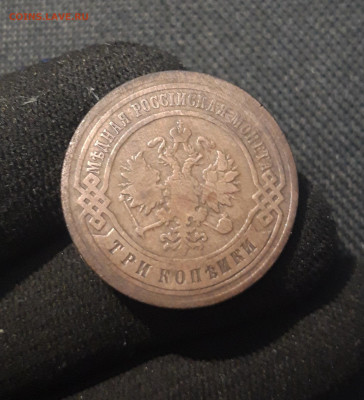 МѢДНАЯ РОССІЙСКАЯ МОНЕТА
ТРИ КОПѢЙКИ